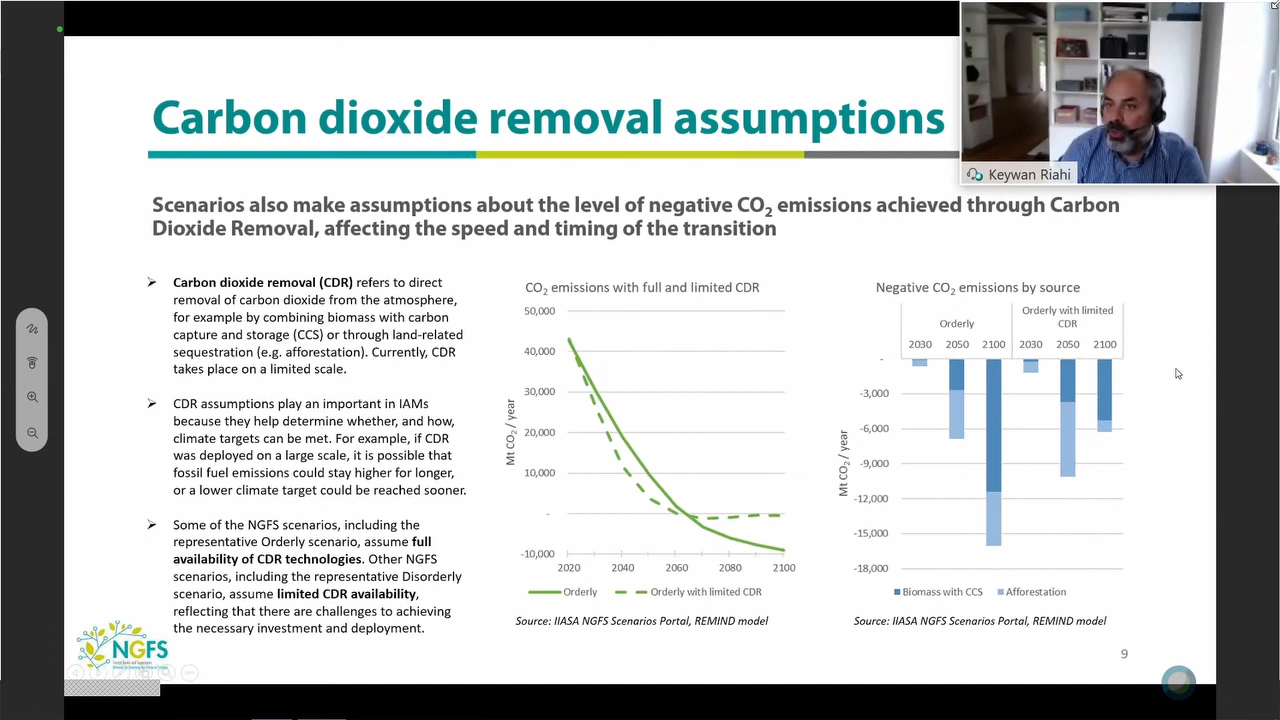 Carbon dioxide removal assumptions
Keywan Riahi
Scenarios also make assumptions about the level of negative CO₂ emissions achieved through Carbon
Dioxide Removal, affecting the speed and timing of the transition
➢ Carbon dioxide removal (CDR) refers to direct
removal of carbon dioxide from the atmosphere,
for example by combining biomass with carbon
capture and storage (CCS) or through land-related
sequestration (e.g. afforestation). Currently, CDR
takes place on a limited scale.
➢ CDR assumptions play an important in IAMs
because they help determine whether, and how,
climate targets can be met. For example, if CDR
was deployed on a large scale, it is possible that
fossil fuel emissions could stay higher for longer,
or a lower climate target could be reached sooner.
➢ Some of the NGFS scenarios, including the
representative Orderly scenario, assume full
availability of CDR technologies. Other NGFS
scenarios, including the representative Disorderly
scenario, assume limited CDR availability,
reflecting that there are challenges to achieving
the necessary investment and deployment.
CO₂ emissions with full and limited CDR
Mt CO₂ / year
50,000
40,000
30,000
20,000
10,000
-
-10,000
2020 2040 2060 2080 2100
Orderly Orderly with limited CDR
Source: IIASA NGFS Scenarios Portal, REMIND model
Negative CO₂ emissions by source
Orderly
Orderly with limited
CDR
2030 2050 2100 2030 2050 2100
Mt CO₂ / year
-
-3,000
-6,000
-9,000
-12,000
-15,000
-18,000
Biomass with CCS Afforestation
Source: IIASA NGFS Scenarios Portal, REMIND model
NGFS
9